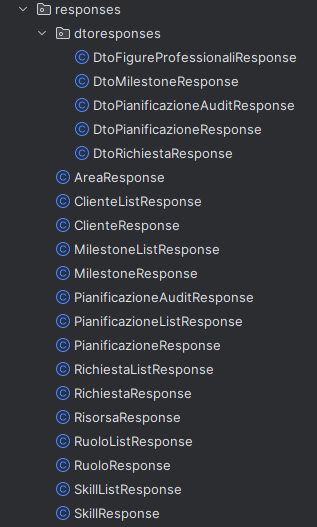 responses
dtoresponses
DtoFigureProfessionaliResponse
DtoMilestoneResponse
DtoPianificazioneAuditResponse
DtoPianificazioneResponse
DtoRichiestaResponse
AreaResponse
ClienteListResponse
ClienteResponse
MilestoneListResponse
MilestoneResponse
PianificazioneAuditResponse
PianificazioneListResponse
PianificazioneResponse
RichiestaListResponse
RichiestaResponse
RisorsaResponse
RuoloListResponse
RuoloResponse
SkillListResponse
SkillResponse